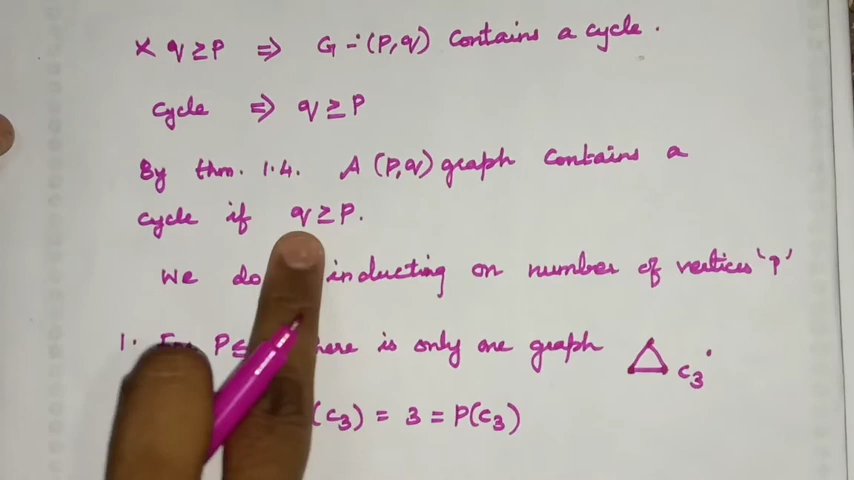 × q ≥ P ⇒ G = (P, q) contains a cycle.
cycle ⇒ q ≥ P
By thm. 1.4. A (P, q) graph contains a
cycle if q ≥ P.
We do inducting on number of vertices 'P'
1. P ≤ there is only one graph C₃.
(C₃) = 3 = P(C₃)